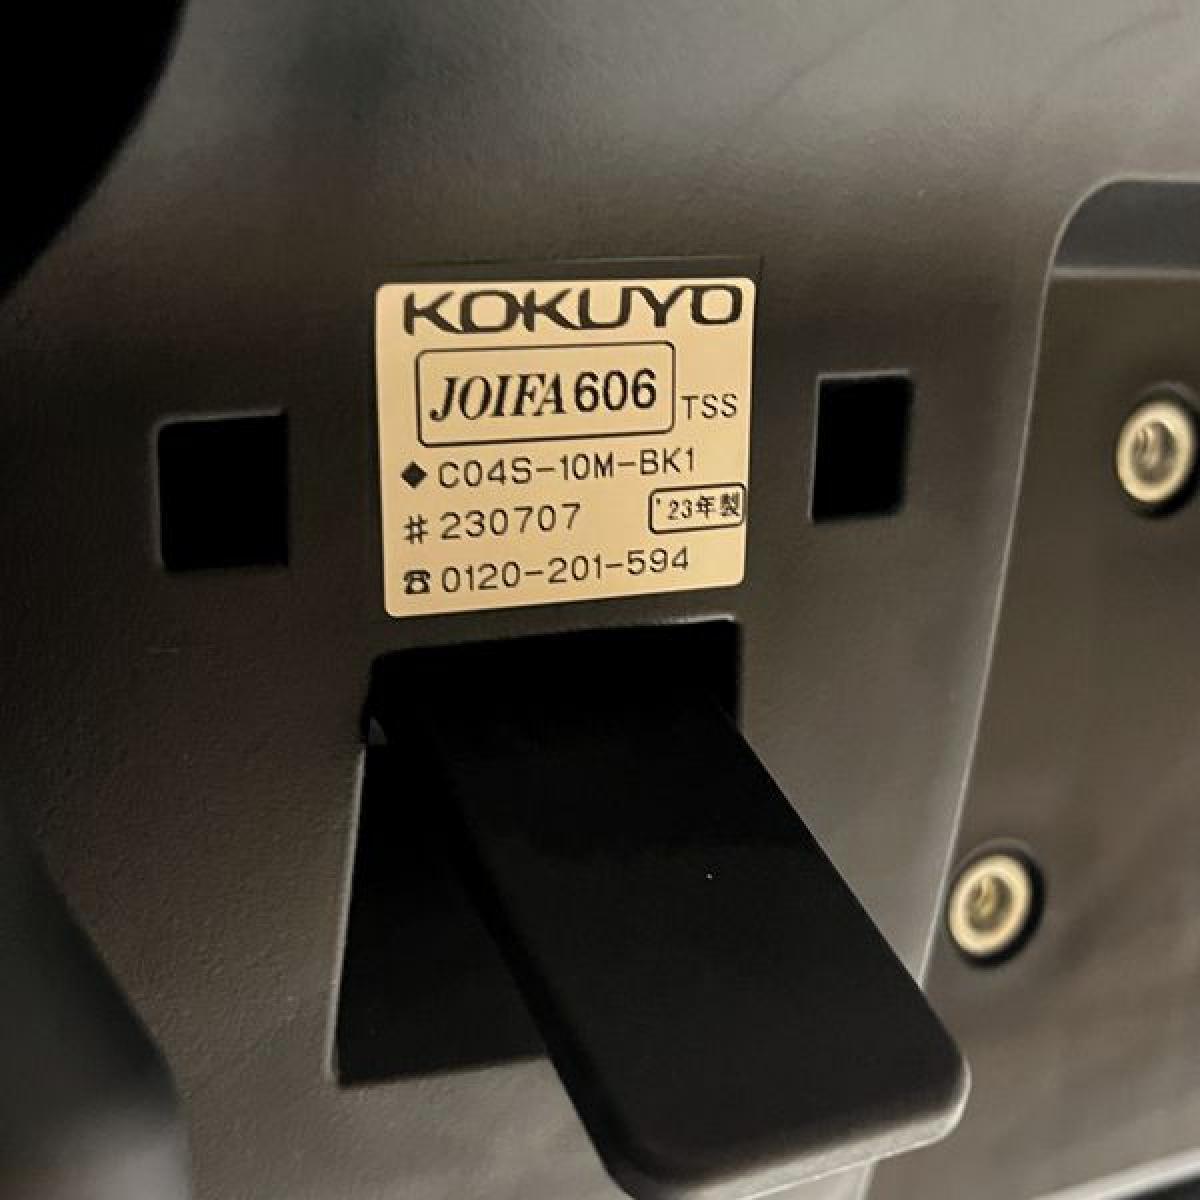 KOKUYO
JOIFA 606 TSS
◆ C04S-10M-BK1
# 230707 '23年製
☎ 0120-201-594